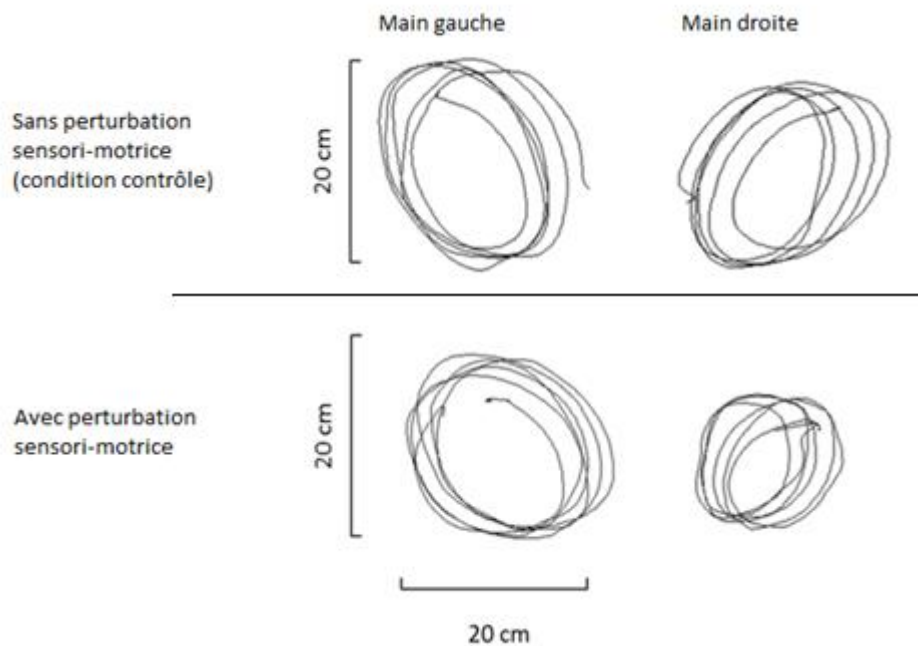 Main gauche
Main droite
Sans perturbation
sensori-motrice
(condition contrôle)
20 cm
Avec perturbation
sensori-motrice
20 cm
20 cm